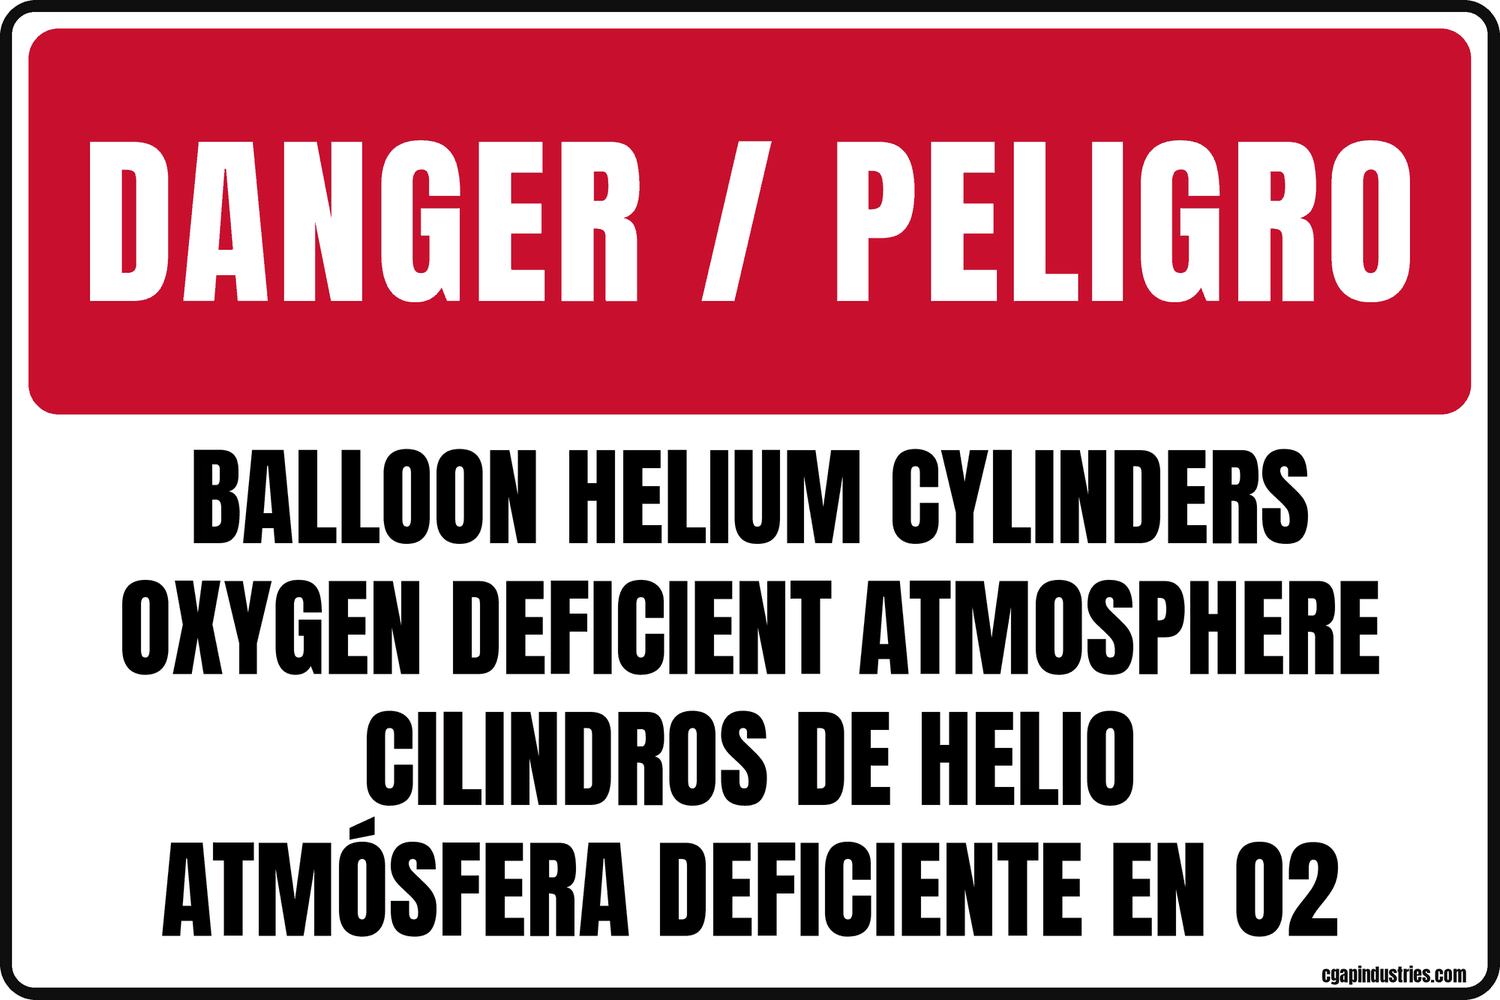 DANGER / PELIGRO
BALLOON HELIUM CYLINDERS
OXYGEN DEFICIENT ATMOSPHERE
CILINDROS DE HELIO
ATMÓSFERA DEFICIENTE EN O2
cgapindustries.com